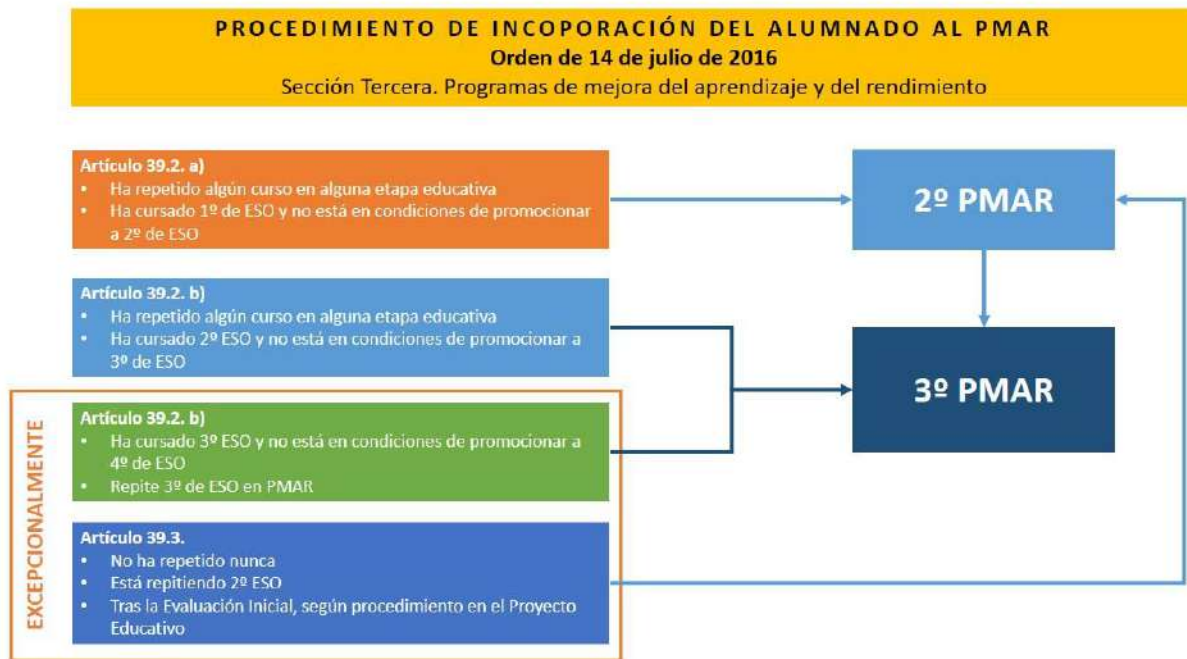 PROCEDIMIENTO DE INCOPORACIÓN DEL ALUMNADO AL PMAR
Orden de 14 de julio de 2016
Sección Tercera. Programas de mejora del aprendizaje y del rendimiento
Artículo 39.2. a)
• Ha repetido algún curso en alguna etapa educativa
• Ha cursado 1º de ESO y no está en condiciones de promocionar
a 2º de ESO
2º PMAR
Artículo 39.2. b)
• Ha repetido algún curso en alguna etapa educativa
• Ha cursado 2º ESO y no está en condiciones de promocionar a
3º de ESO
3º PMAR
EXCEPCIONALMENTE
Artículo 39.2. b)
• Ha cursado 3º ESO y no está en condiciones de promocionar a
4º de ESO
• Repite 3º de ESO en PMAR
Artículo 39.3.
• No ha repetido nunca
• Está repitiendo 2º ESO
• Tras la Evaluación Inicial, según procedimiento en el Proyecto
Educativo